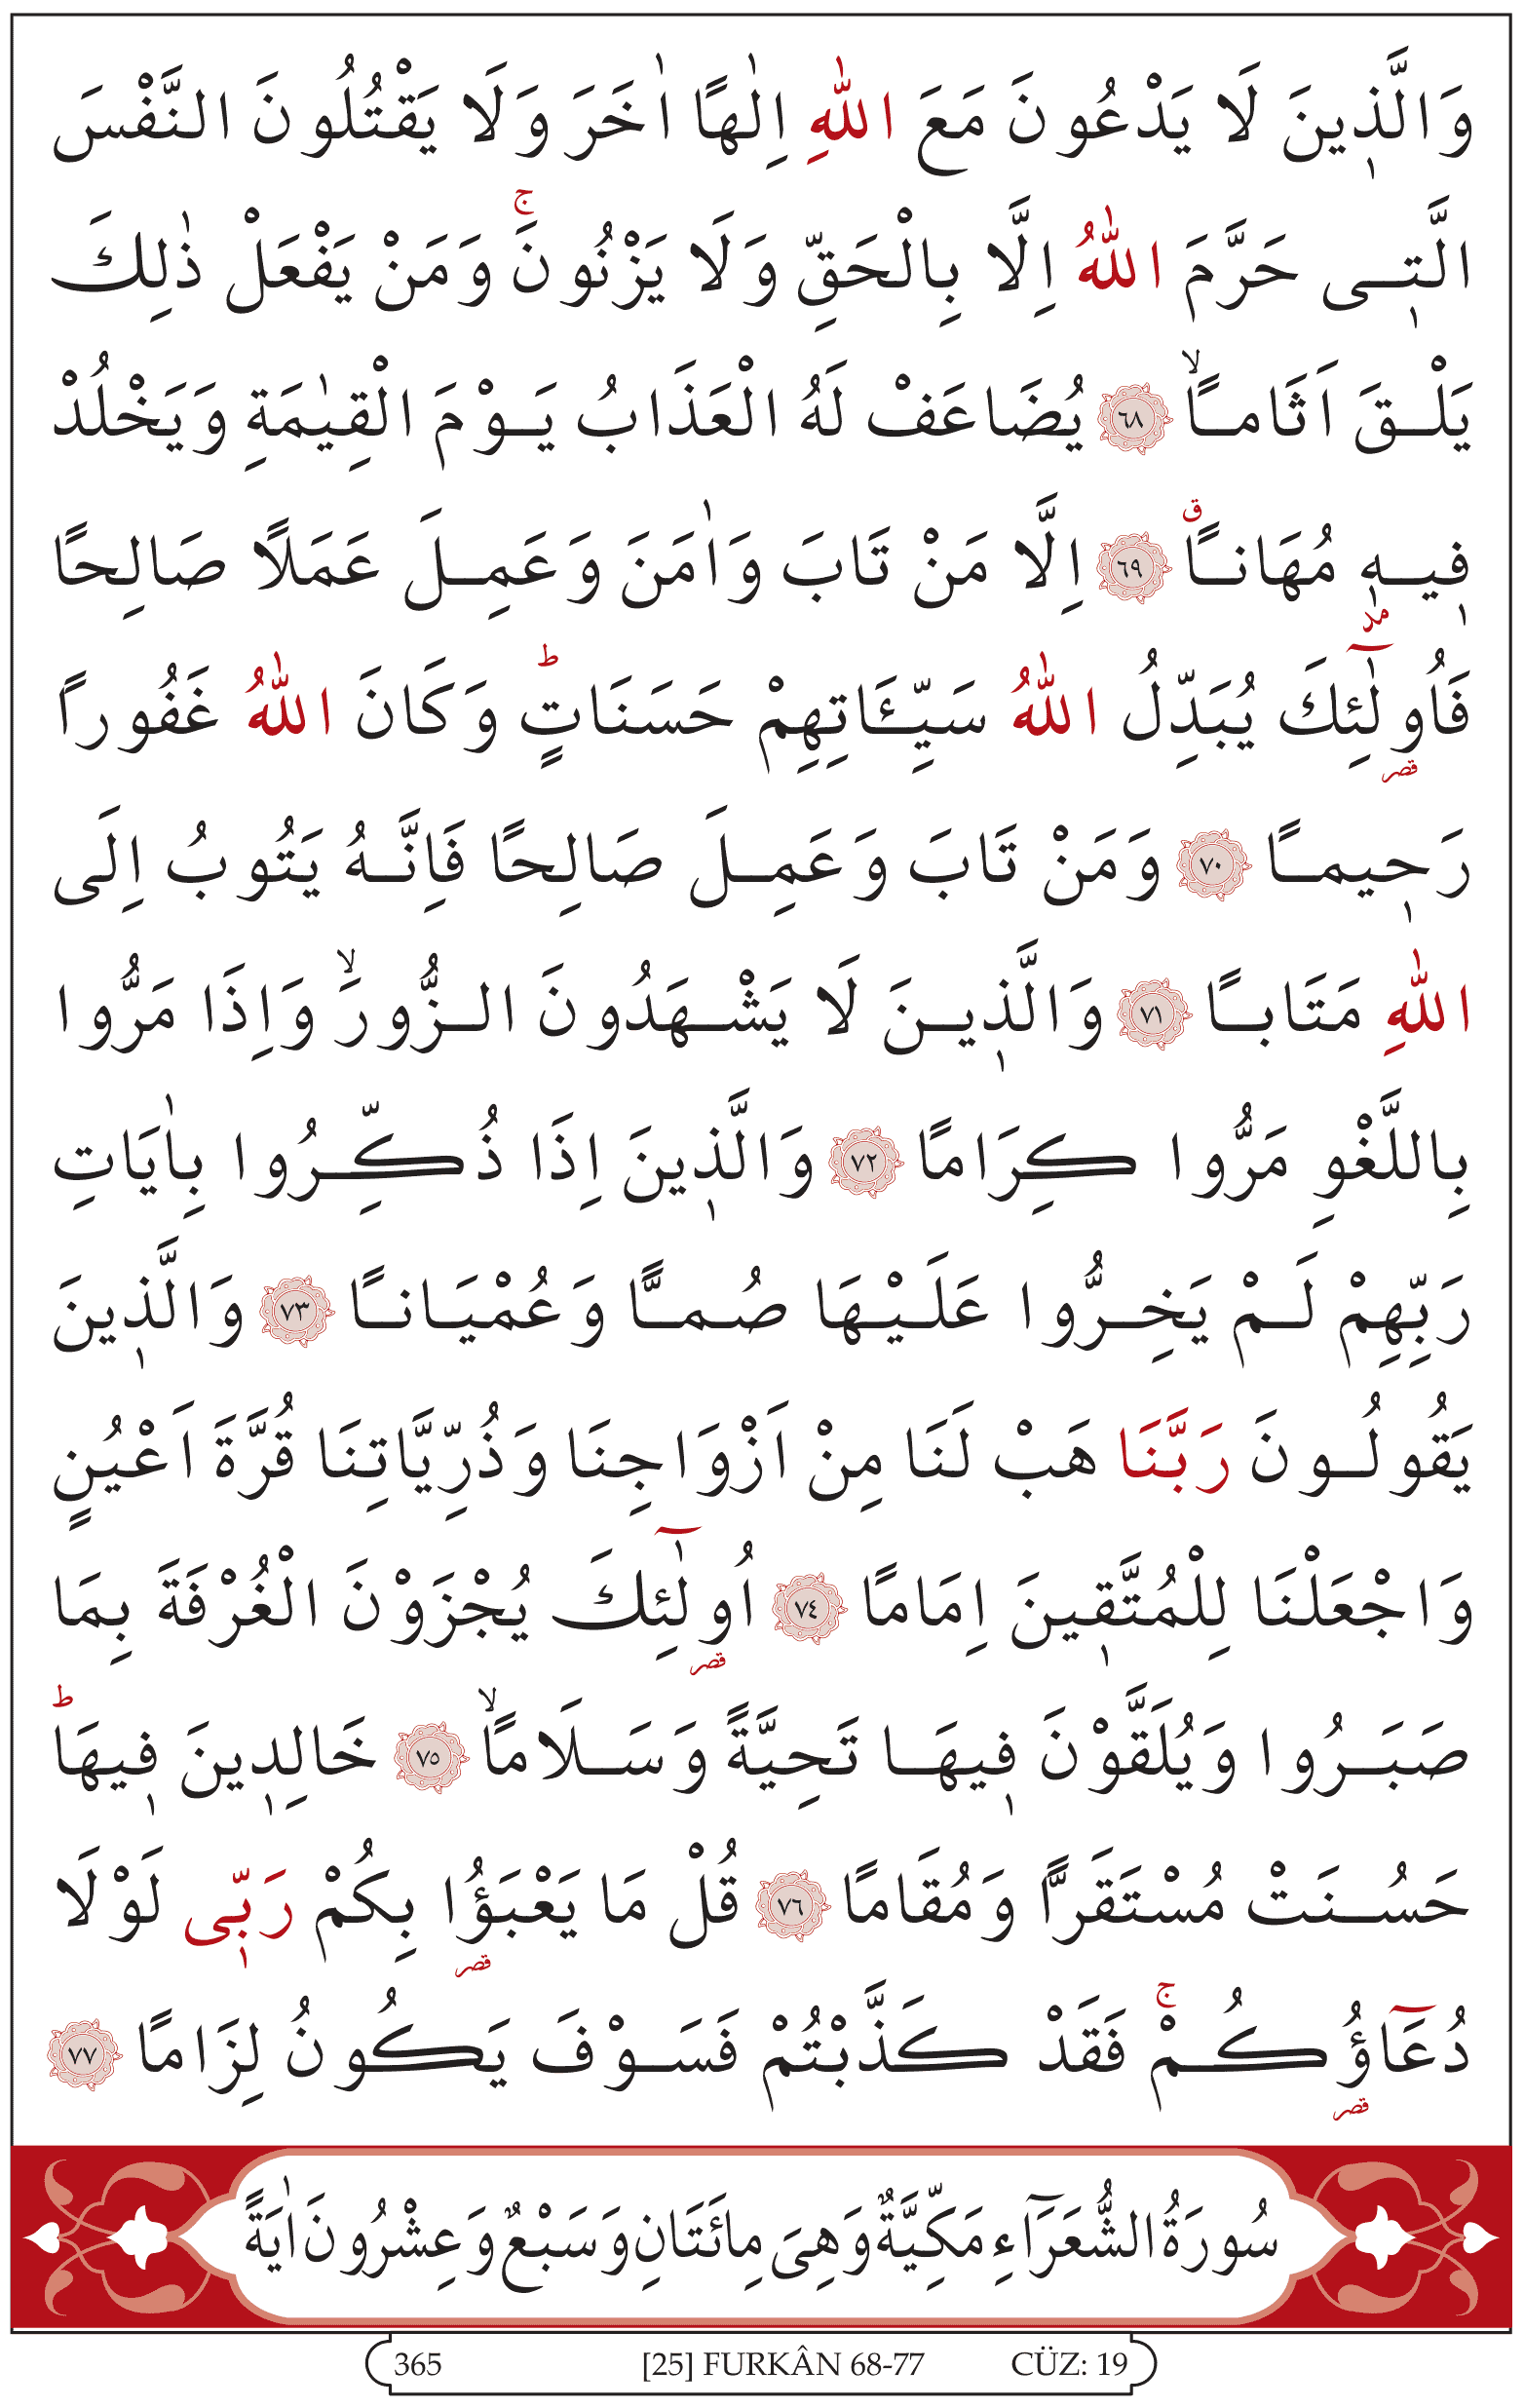 وَالَّذ۪ينَ لَا يَدْعُونَ مَعَ اللّٰهِ اِلٰهًا اٰخَرَ وَلَا يَقْتُلُونَ النَّفْسَ
الَّت۪ى حَرَّمَ اللّٰهُ اِلَّا بِالْحَقِّ وَلَا يَزْنُونَۚ وَمَنْ يَفْعَلْ ذٰلِكَ
يَلْقَ اَثَامًاۙ ﴿٦٨﴾ يُضَاعَفْ لَهُ الْعَذَابُ يَوْمَ الْقِيٰمَةِ وَيَخْلُدْ
ف۪يه۪ مُهَانًاۗ ﴿٦٩﴾ اِلَّا مَنْ تَابَ وَاٰمَنَ وَعَمِلَ عَمَلًا صَالِحًا
فَاُو۬لٰٓئِكَ يُبَدِّلُ اللّٰهُ سَيِّـَٔاتِهِمْ حَسَنَاتٍۜ وَكَانَ اللّٰهُ غَفُورًا
رَح۪يمًا ﴿٧٠﴾ وَمَنْ تَابَ وَعَمِلَ صَالِحًا فَاِنَّهُ يَتُوبُ اِلَى
اللّٰهِ مَتَابًا ﴿٧١﴾ وَالَّذ۪ينَ لَا يَشْهَدُونَ الزُّورَۙ وَاِذَا مَرُّوا
بِاللَّغْوِ مَرُّوا كِرَامًا ﴿٧٢﴾ وَالَّذ۪ينَ اِذَا ذُكِّرُوا بِاٰيَاتِ
رَبِّهِمْ لَمْ يَخِرُّوا عَلَيْهَا صُمًّا وَعُمْيَانًا ﴿٧٣﴾ وَالَّذ۪ينَ
يَقُولُونَ رَبَّنَا هَبْ لَنَا مِنْ اَزْوَاجِنَا وَذُرِّيَّاتِنَا قُرَّةَ اَعْيُنٍ
وَاجْعَلْنَا لِلْمُتَّق۪ينَ اِمَامًا ﴿٧٤﴾ اُو۬لٰٓئِكَ يُجْزَوْنَ الْغُرْفَةَ بِمَا
صَبَرُوا وَيُلَقَّوْنَ ف۪يهَا تَحِيَّةً وَسَلَامًاۙ ﴿٧٥﴾ خَالِد۪ينَ ف۪يهَاۜ
حَسُنَتْ مُسْتَقَرًّا وَمُقَامًا ﴿٧٦﴾ قُلْ مَا يَعْبَؤُ۬ا بِكُمْ رَبّ۪ى لَوْلَا
دُعَٓاؤُ۬كُمْۚ فَقَدْ كَذَّبْتُمْ فَسَوْفَ يَكُونُ لِزَامًا ﴿٧٧﴾
سُورَةُ الشُّعَرَٓاءِ مَكِّيَّةٌ وَهِىَ مِائَتَانِ وَسَبْعٌ وَعِشْرُونَ اٰيَةً
365 [25] FURKÂN 68-77 CÜZ: 19